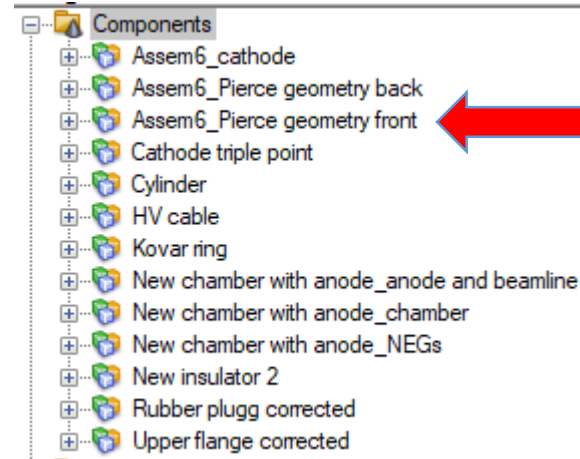 Components
Assem6_cathode
Assem6_Pierce geometry back
Assem6_Pierce geometry front
Cathode triple point
Cylinder
HV cable
Kovar ring
New chamber with anode_anode and beamline
New chamber with anode_chamber
New chamber with anode_NEGs
New insulator 2
Rubber plugg corrected
Upper flange corrected